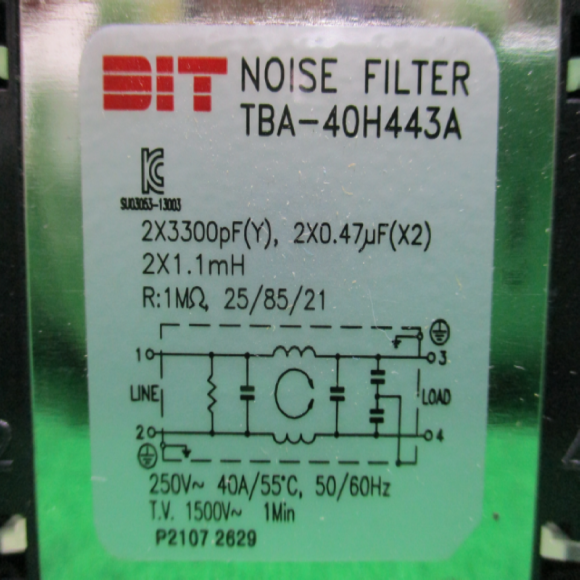 DIT NOISE FILTER
TBA-40H443A
SU03053-13003
2X3300pF(Y), 2X0.47µF(X2)
2X1.1mH
R:1MΩ, 25/85/21
1 3
LINE LOAD
2 4
250V~ 40A/55°C, 50/60Hz
T.V. 1500V~ 1Min
P2107 2629